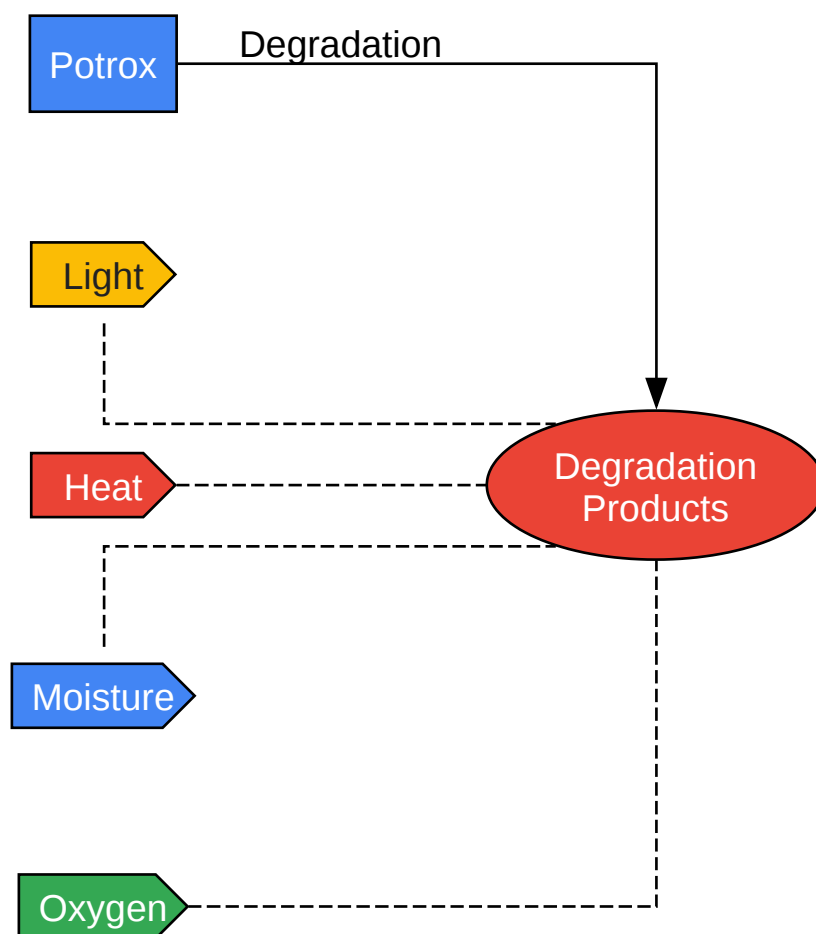 Potrox
Degradation
Light
Heat
Degradation
Products
Moisture
Oxygen